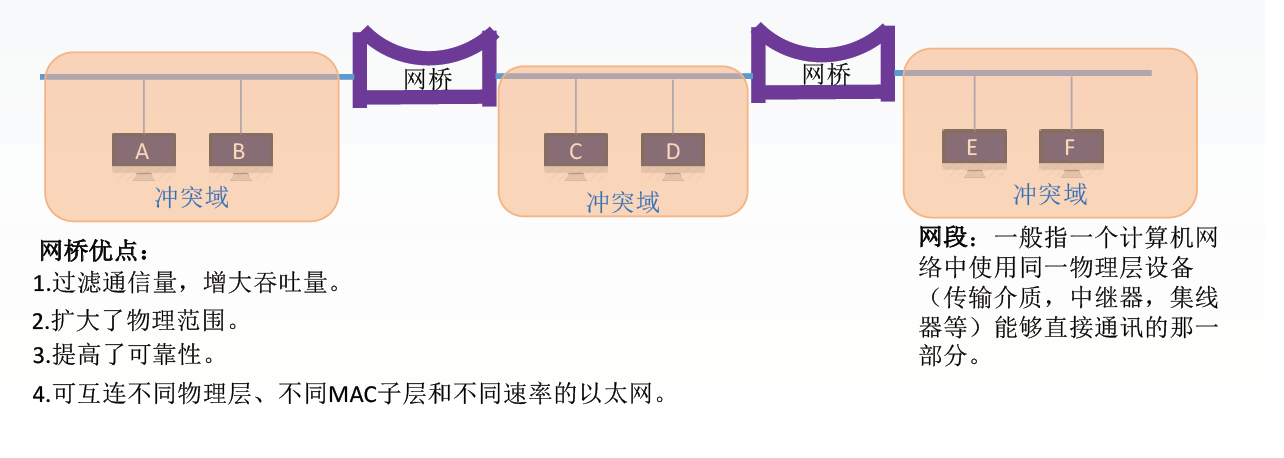 网桥
网桥
A
B
C
D
E
F
冲突域
冲突域
冲突域
网桥优点：
1.过滤通信量，增大吞吐量。
2.扩大了物理范围。
3.提高了可靠性。
4.可互连不同物理层、不同MAC子层和不同速率的以太网。
网段：一般指一个计算机网
络中使用同一物理层设备
（传输介质，中继器，集线
器等）能够直接通讯的那一
部分。